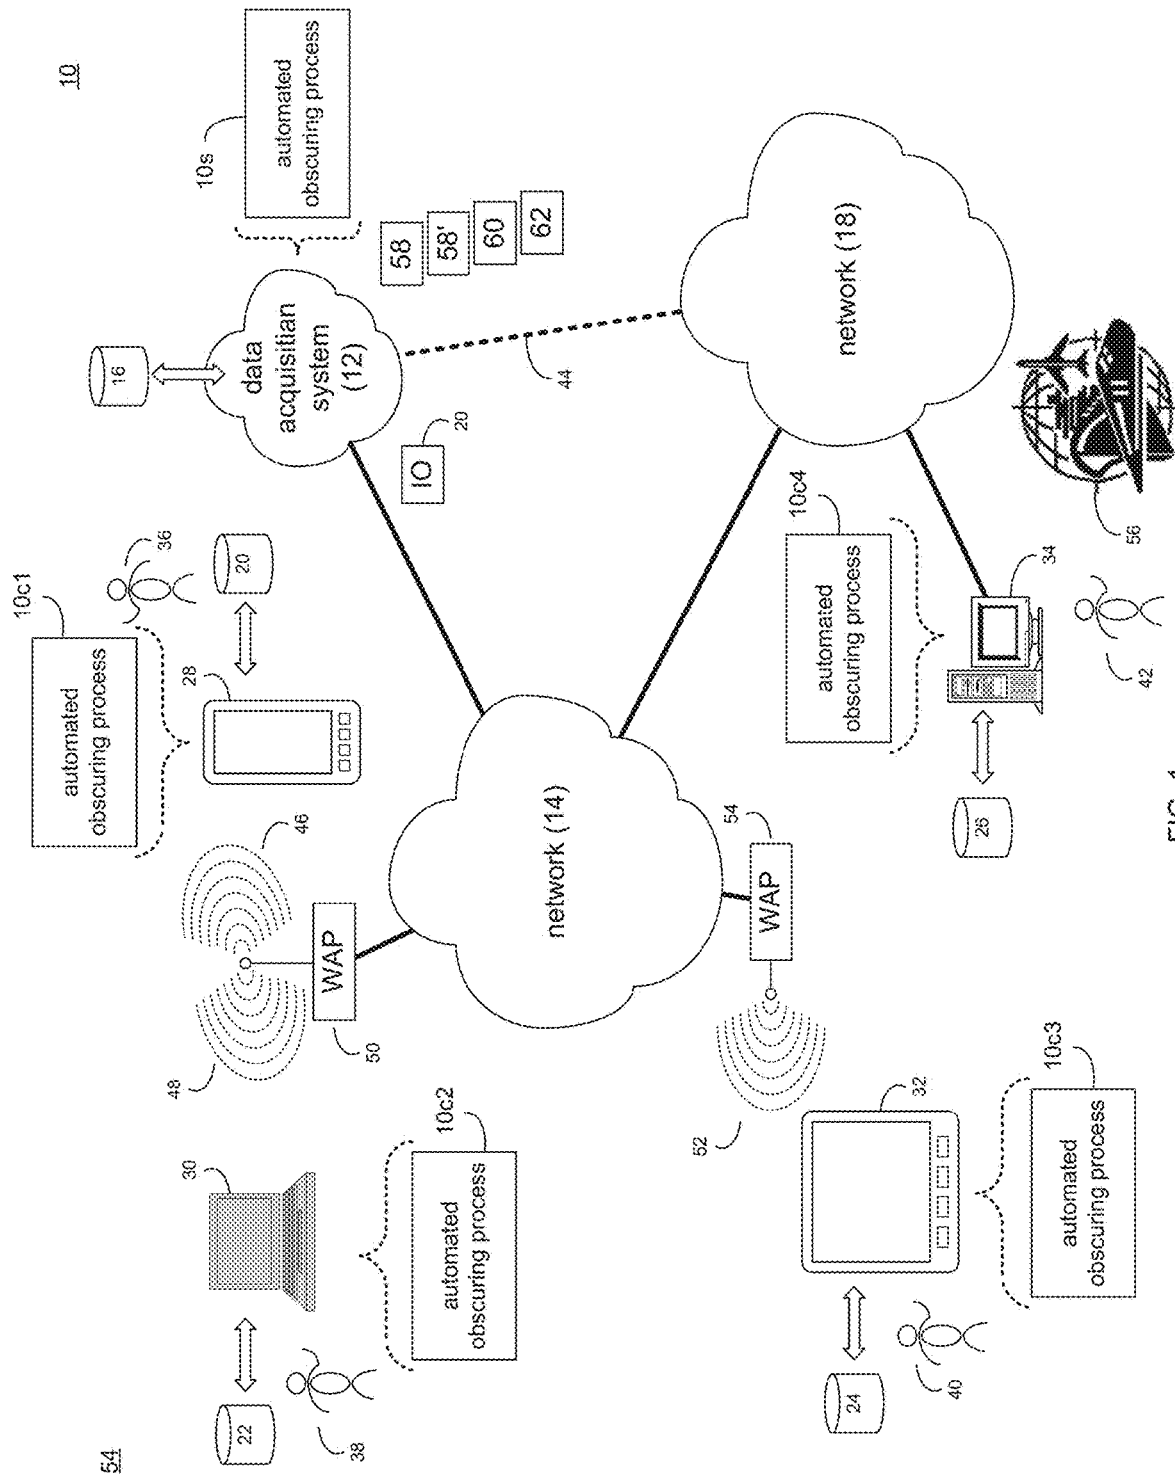 54
10
10c1
automated
obscuring process
16
36
48
46
28
20
10s
automated
obscuring process
30
22
WAP
50
data
acquisitian
system
(12)
38
10c2
automated
obscuring process
IO
20
58
58'
60
62
44
network (14)
52
54
WAP
10c4
automated
obscuring process
network (18)
24
32
40
10c3
automated
obscuring process
26
34
42
56